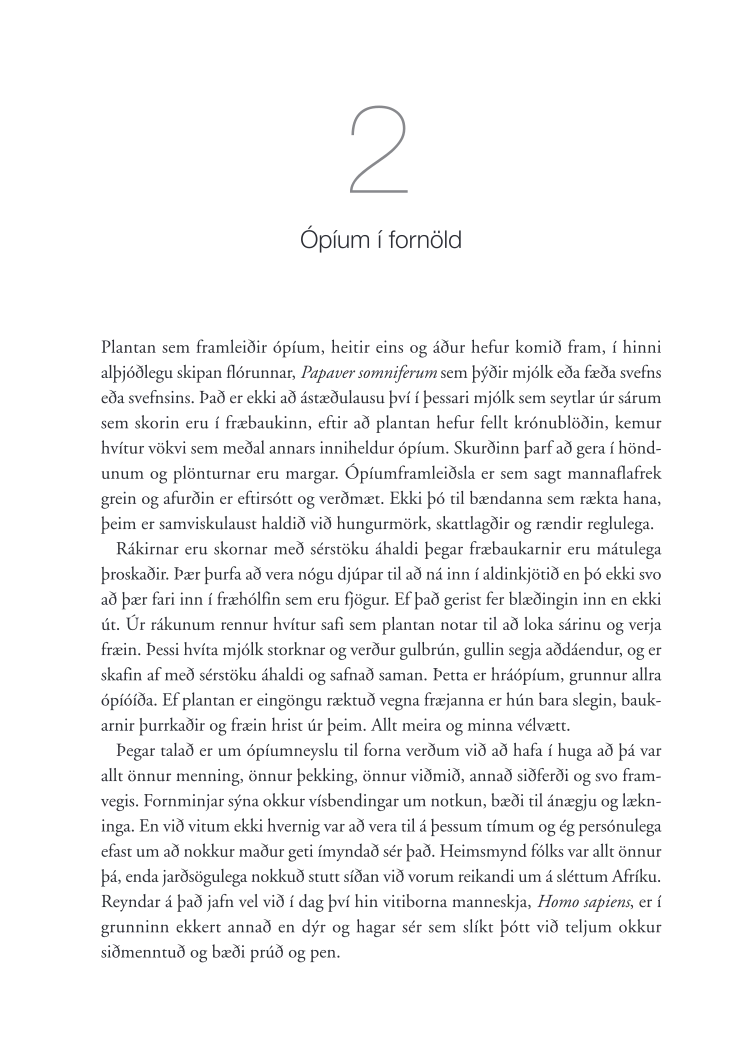 2
Ópíum í fornöld
Plantan sem framleiðir ópíum, heitir eins og áður hefur komið fram, í hinni
alþjóðlegu skipan flórunnar, Papaver somniferum sem þýðir mjólk eða fæða svefns
eða svefnsins. Það er ekki að ástæðulausu því í þessari mjólk sem seytlar úr sárum
sem skorin eru í fræbaukinn, eftir að plantan hefur fellt krónublöðin, kemur
hvítur vökvi sem meðal annars inniheldur ópíum. Skurðinn þarf að gera í hönd-
unum og plönturnar eru margar. Ópíumframleiðsla er sem sagt mannaflafrek
grein og afurðin er eftirsótt og verðmæt. Ekki þó til bændanna sem rækta hana,
þeim er samviskulaust haldið við hungurmörk, skattlagðir og rændir reglulega.
Rákirnar eru skornar með sérstöku áhaldi þegar fræbaukarnir eru mátulega
þroskaðir. Þær þurfa að vera nógu djúpar til að ná inn í aldinkjötið en þó ekki svo
að þær fari inn í fræhólfin sem eru fjögur. Ef það gerist fer blæðingin inn en ekki
út. Úr rákunum rennur hvítur safi sem plantan notar til að loka sárinu og verja
fræin. Þessi hvíta mjólk storknar og verður gulbrún, gullin segja aðdáendur, og er
skafin af með sérstöku áhaldi og safnað saman. Þetta er hráópíum, grunnur allra
ópíóíða. Ef plantan er eingöngu ræktuð vegna fræjanna er hún bara slegin, bauk-
arnir þurrkaðir og fræin hrist úr þeim. Allt meira og minna vélvætt.
Þegar talað er um ópíumneyslu til forna verðum við að hafa í huga að þá var
allt önnur menning, önnur þekking, önnur viðmið, annað siðferði og svo fram-
vegis. Fornminjar sýna okkur vísbendingar um notkun, bæði til ánægju og lækn-
inga. En við vitum ekki hvernig var að vera til á þessum tímum og ég persónulega
efast um að nokkur maður geti ímyndað sér það. Heimsmynd fólks var allt önnur
þá, enda jarðsögulega nokkuð stutt síðan við vorum reikandi um á sléttum Afríku.
Reyndar á það jafn vel við í dag því hin vitiborna manneskja, Homo sapiens, er í
grunninn ekkert annað en dýr og hagar sér sem slíkt þótt við teljum okkur
siðmenntuð og bæði prúð og pen.